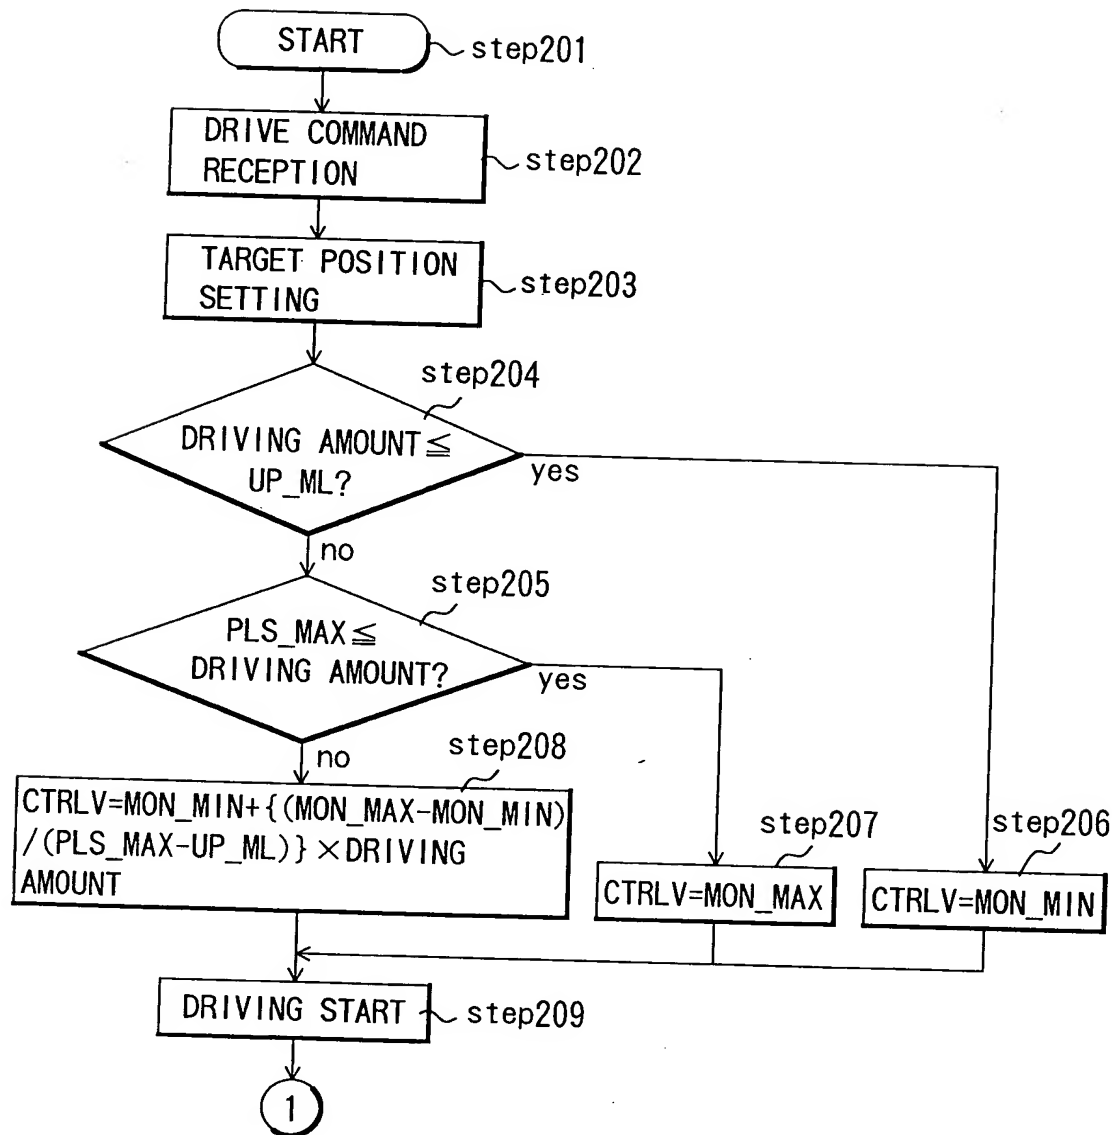 START
step201
DRIVE COMMAND
RECEPTION
step202
TARGET POSITION
SETTING
step203
step204
DRIVING AMOUNT≦
UP_ML?
yes
no
step205
PLS_MAX≦
DRIVING AMOUNT?
yes
no
step208
CTRLV=MON_MIN+{(MON_MAX-MON_MIN)
/(PLS_MAX-UP_ML)}×DRIVING
AMOUNT
step207
CTRLV=MON_MAX
step206
CTRLV=MON_MIN
DRIVING START
step209
1